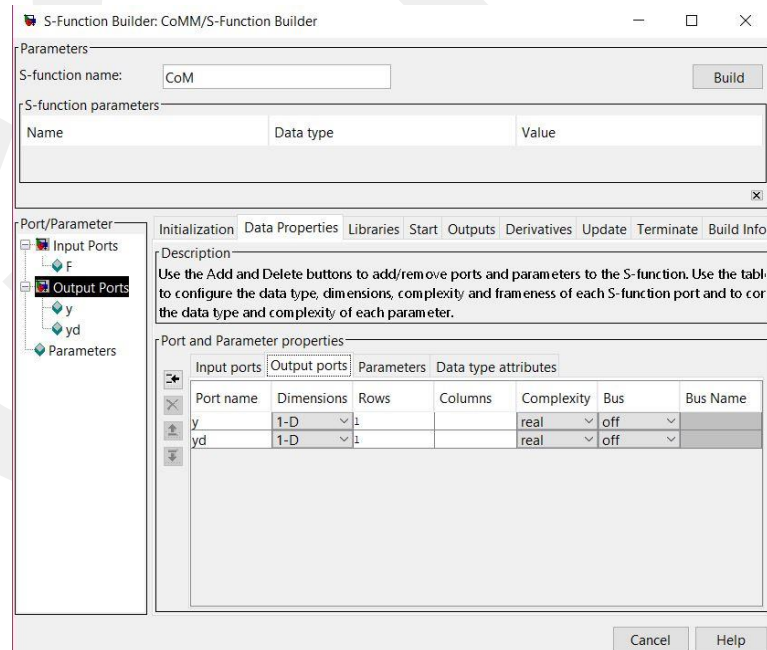 S-Function Builder: CoMM/S-Function Builder
Parameters
S-function name: CoM Build
S-function parameters
Name Data type Value
Port/Parameter
Input Ports
F
Output Ports
y
yd
Parameters
Initialization Data Properties Libraries Start Outputs Derivatives Update Terminate Build Info
Description
Use the Add and Delete buttons to add/remove ports and parameters to the S-function. Use the tabl
to configure the data type, dimensions, complexity and frameness of each S-function port and to cor
the data type and complexity of each parameter.
Port and Parameter properties
Input ports Output ports Parameters Data type attributes
Port name Dimensions Rows Columns Complexity Bus Bus Name
y 1-D 1 real off
yd 1-D 1 real off
Cancel Help